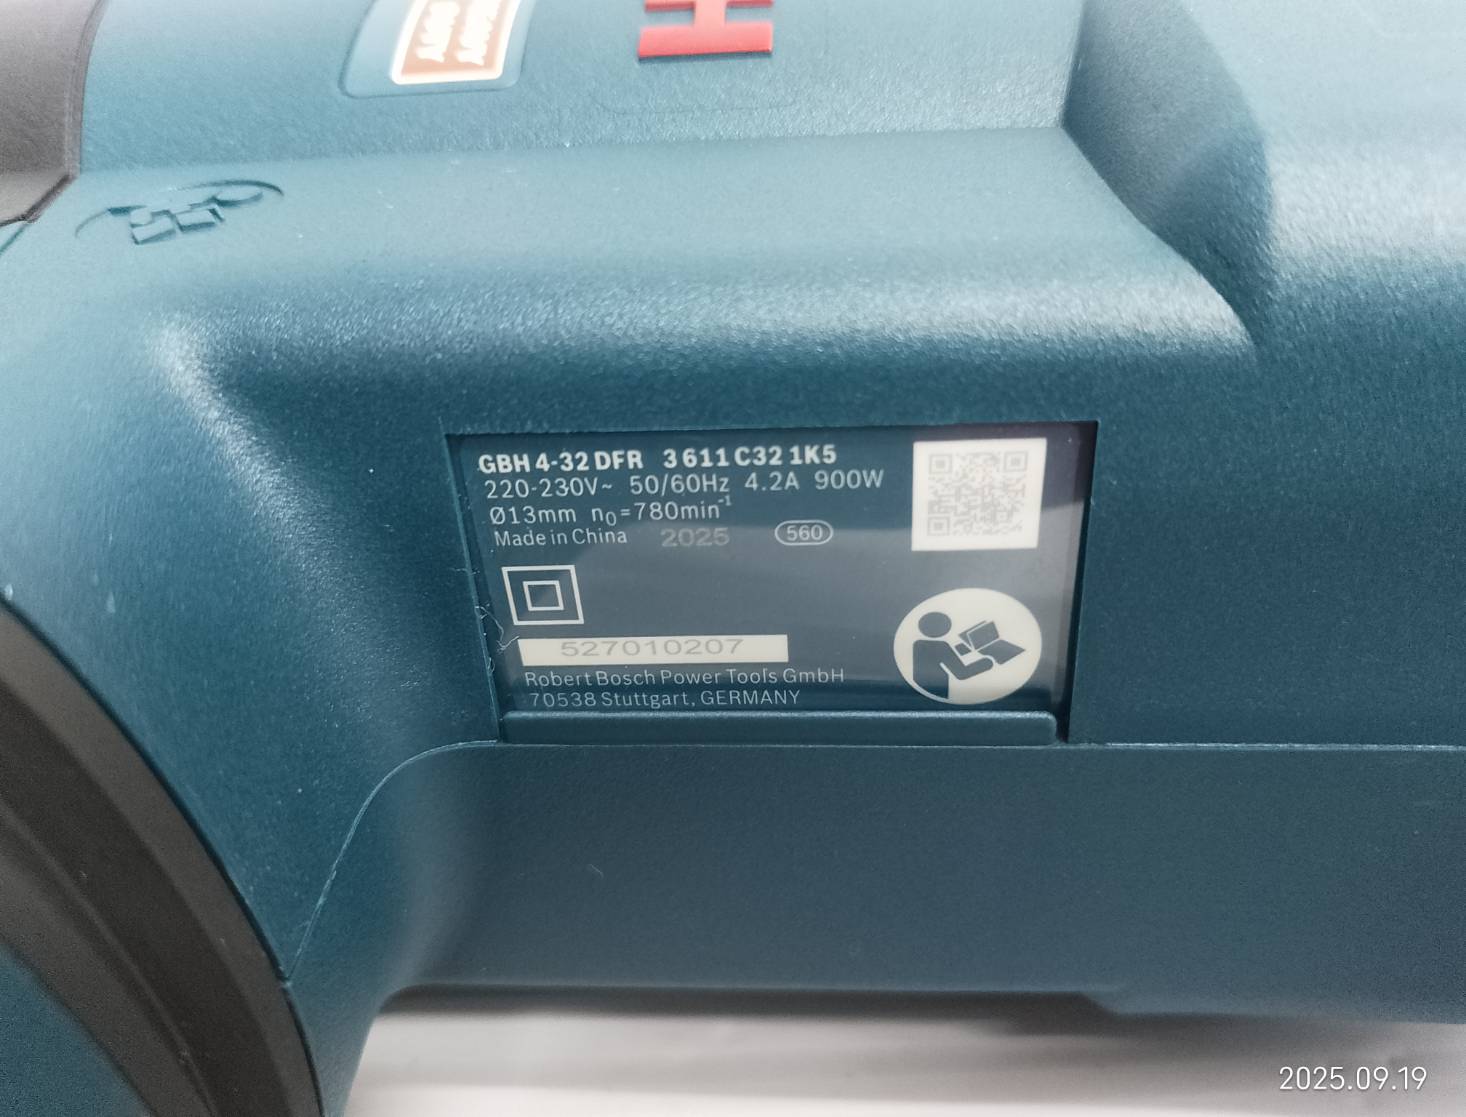 H
GBH 4-32 DFR 3 611 C32 1K5
220-230V~ 50/60Hz 4.2A 900W
Ø13mm n₀=780min⁻¹
Made in China 2025 560
527010207
Robert Bosch Power Tools GmbH
70538 Stuttgart, GERMANY
2025.09.19